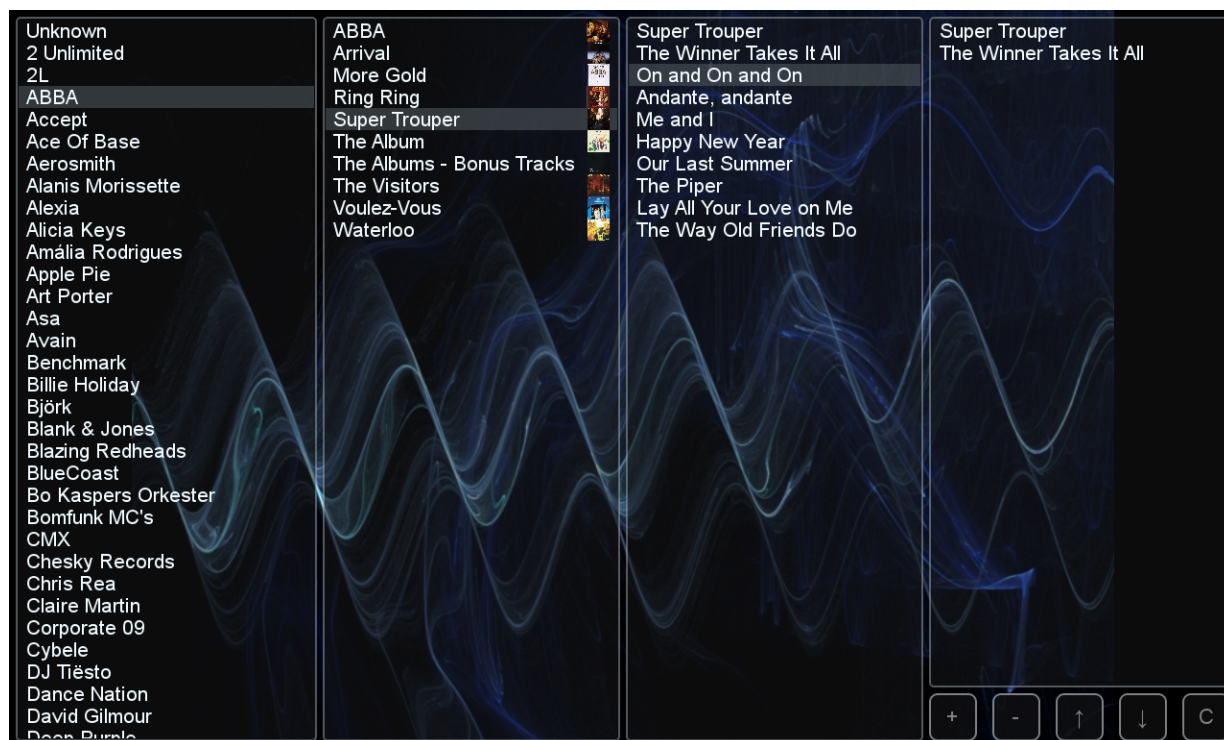 Unknown
2 Unlimited
2L
ABBA
Accept
Ace Of Base
Aerosmith
Alanis Morissette
Alexia
Alicia Keys
Amália Rodrigues
Apple Pie
Art Porter
Asa
Avain
Benchmark
Billie Holiday
Björk
Blank & Jones
Blazing Redheads
BlueCoast
Bo Kaspers Orkester
Bomfunk MC's
CMX
Chesky Records
Chris Rea
Claire Martin
Corporate 09
Cybele
DJ Tiësto
Dance Nation
David Gilmour
Deep Purple
ABBA
Arrival
More Gold
Ring Ring
Super Trouper
The Album
The Albums - Bonus Tracks
The Visitors
Voulez-Vous
Waterloo
Super Trouper
The Winner Takes It All
On and On and On
Andante, andante
Me and I
Happy New Year
Our Last Summer
The Piper
Lay All Your Love on Me
The Way Old Friends Do
Super Trouper
The Winner Takes It All
+ - ↑ ↓ C